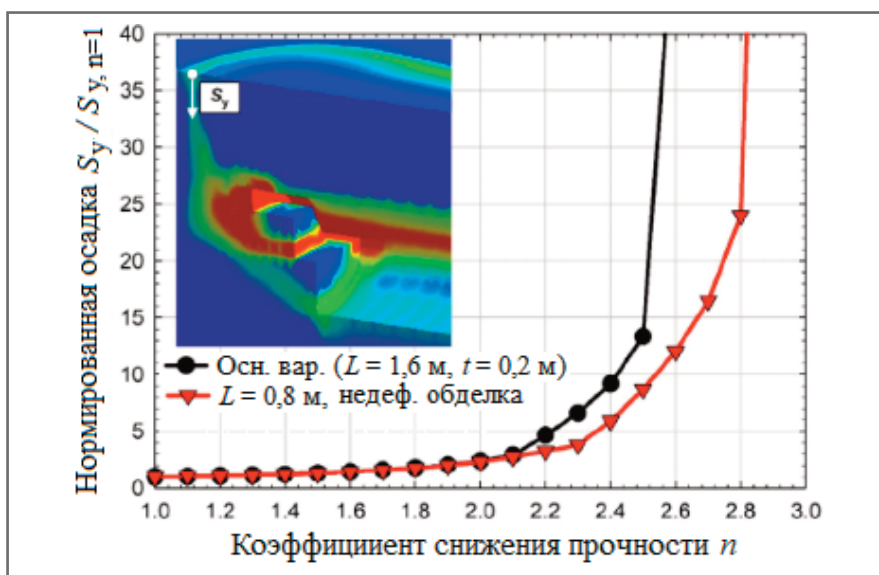 Нормированная осадка Sy / Sy, n=1
40
35
30
25
20
15
10
5
0
Sy
Осн. вар. (L = 1,6 м, t = 0,2 м)
L = 0,8 м, недеф. обделка
1.0 1.2 1.4 1.6 1.8 2.0 2.2 2.4 2.6 2.8 3.0
Коэффициент снижения прочности n